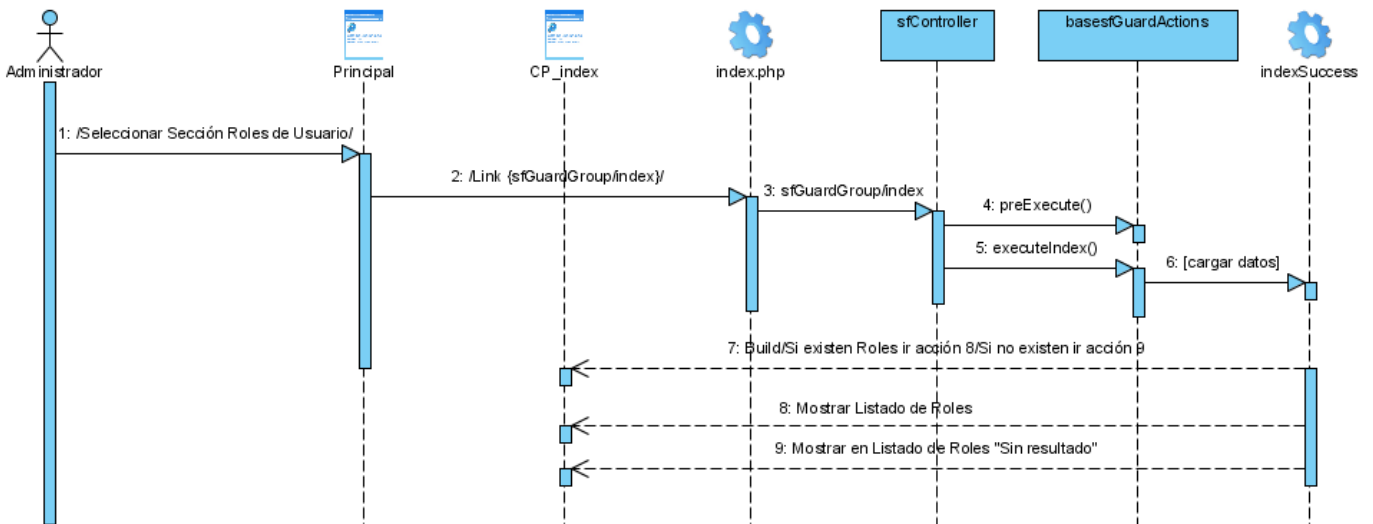 sfController
basesfGuardActions
Administrador
Principal
CP_index
index.php
indexSuccess
1: /Seleccionar Sección Roles de Usuario/
2: /Link {sfGuardGroup/index}/
3: sfGuardGroup/index
4: preExecute()
5: executeIndex()
6: [cargar datos]
7: Build/Si existen Roles ir acción 8/Si no existen ir acción 9
8: Mostrar Listado de Roles
9: Mostrar en Listado de Roles "Sin resultado"